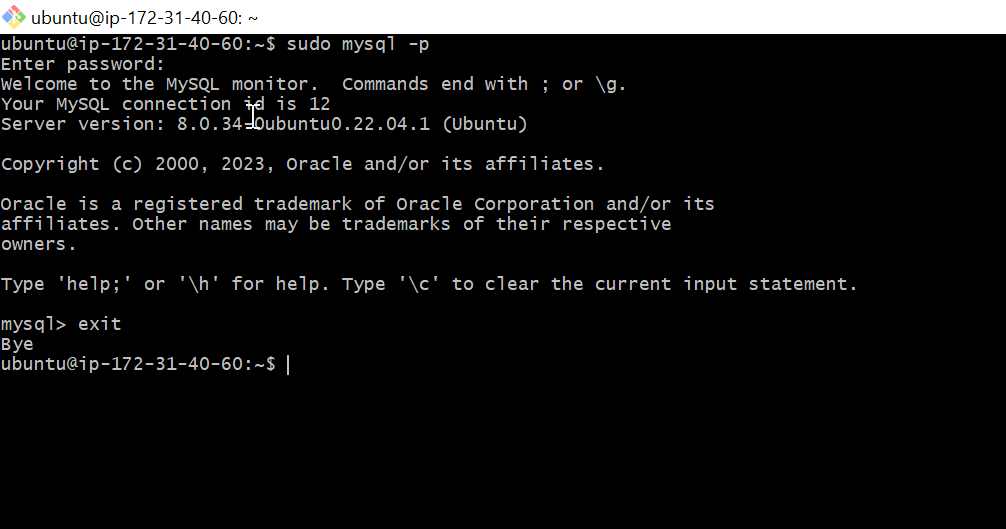 ubuntu@ip-172-31-40-60: ~
ubuntu@ip-172-31-40-60:~$ sudo mysql -p
Enter password:
Welcome to the MySQL monitor.  Commands end with ; or \g.
Your MySQL connection id is 12
Server version: 8.0.34-0ubuntu0.22.04.1 (Ubuntu)
Copyright (c) 2000, 2023, Oracle and/or its affiliates.
Oracle is a registered trademark of Oracle Corporation and/or its
affiliates. Other names may be trademarks of their respective
owners.
Type 'help;' or '\h' for help. Type '\c' to clear the current input statement.
mysql> exit
Bye
ubuntu@ip-172-31-40-60:~$